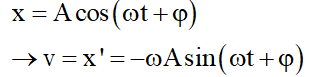 x = A cos(ωt + φ)
→ v = x' = −ωA sin(ωt + φ)